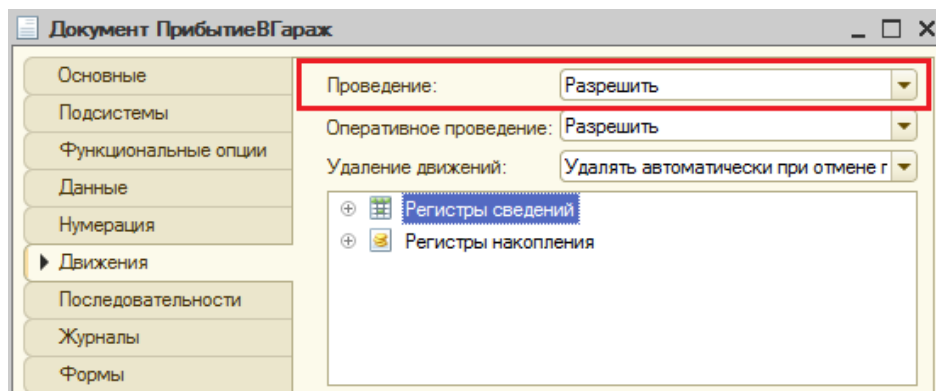 Документ ПрибытиеВГараж
Основные
Подсистемы
Функциональные опции
Данные
Нумерация
Движения
Последовательности
Журналы
Формы
Проведение: Разрешить
Оперативное проведение: Разрешить
Удаление движений: Удалять автоматически при отмене г
Регистры сведений
Регистры накопления